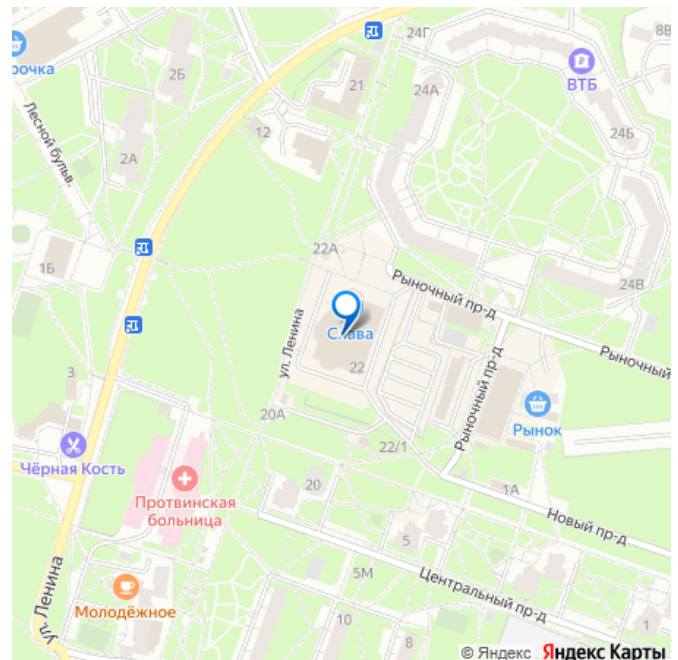 24Г
8В
рочка
2Б
ВТБ
21
24А
Лесной бульв.
12
24Б
2А
22А
1Б
Рыночный пр-д
24В
ул. Ленина
Слава
Рыночный
22
3
Рыночный пр-д
20А
Рынок
22/1
Чёрная Кость
Протвинская
больница
20
1А
Новый пр-д
5
5М
Центральный пр-д
Молодёжное
ул. Ленина
10
8
1
© Яндекс Яндекс Карты